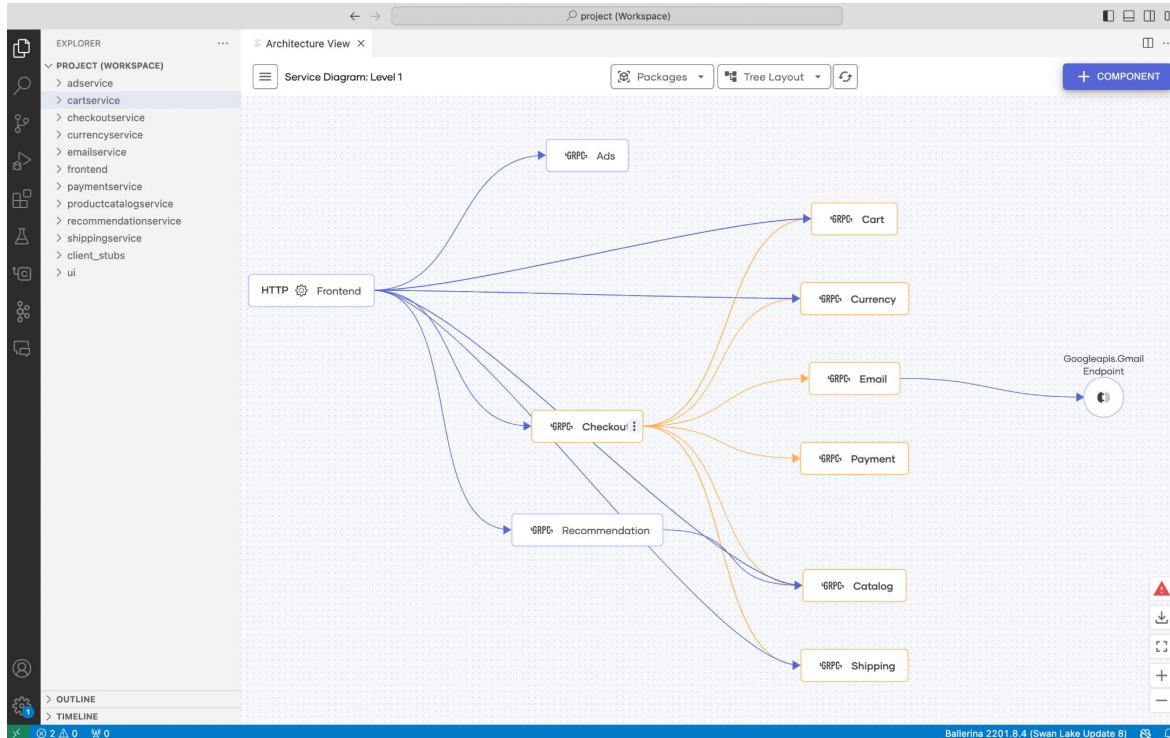 project (Workspace)
EXPLORER
Architecture View
PROJECT (WORKSPACE)
adservice
cartservice
checkoutservice
currencyservice
emailservice
frontend
paymentservice
productcatalogservice
recommendationservice
shippingservice
client_stubs
ui
OUTLINE
TIMELINE
Service Diagram: Level 1
Packages
Tree Layout
+ COMPONENT
GRPC Ads
GRPC Cart
HTTP Frontend
GRPC Currency
Googleapis.Gmail
Endpoint
GRPC Email
GRPC Checkout
GRPC Payment
GRPC Recommendation
GRPC Catalog
GRPC Shipping
1
2 0 0
Ballerina 2201.8.4 (Swan Lake Update 8)